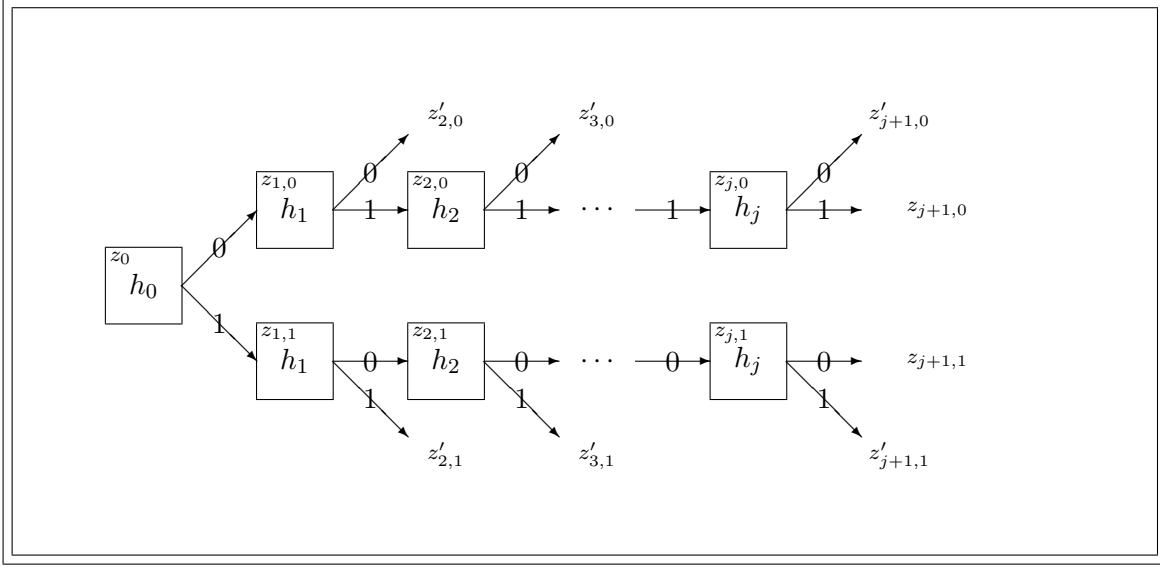 z′2,0 z′3,0 z′j+1,0
0 0 0
z1,0 z2,0 zj,0
h1 1 h2 1 ··· 1 hj 1 zj+1,0
0
z0
h0
1
z1,1 z2,1 zj,1
h1 0 h2 0 ··· 0 hj 0 zj+1,1
1 1 1
z′2,1 z′3,1 z′j+1,1